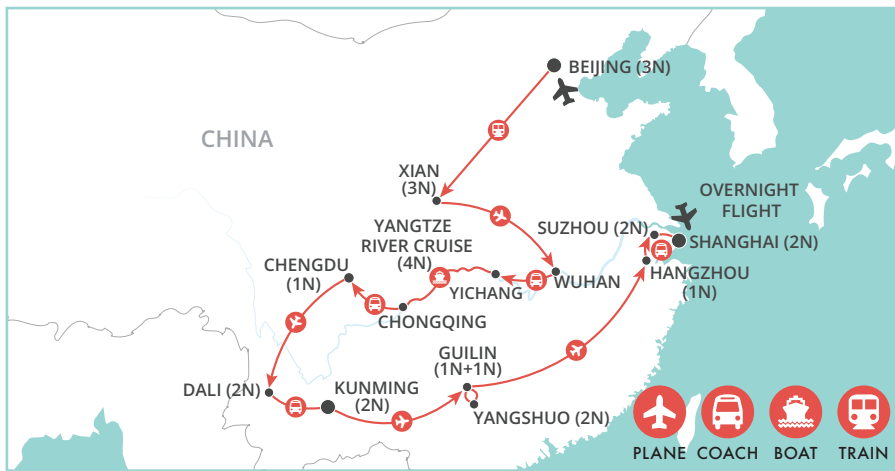 BEIJING (3N)
CHINA
XIAN
(3N)
OVERNIGHT
FLIGHT
YANGTZE
RIVER CRUISE
(4N)
SUZHOU (2N)
SHANGHAI (2N)
HANGZHOU
(1N)
CHENGDU
(1N)
WUHAN
YICHANG
CHONGQING
GUILIN
(1N+1N)
DALI (2N)
KUNMING
(2N)
YANGSHUO (2N)
PLANE
COACH
BOAT
TRAIN